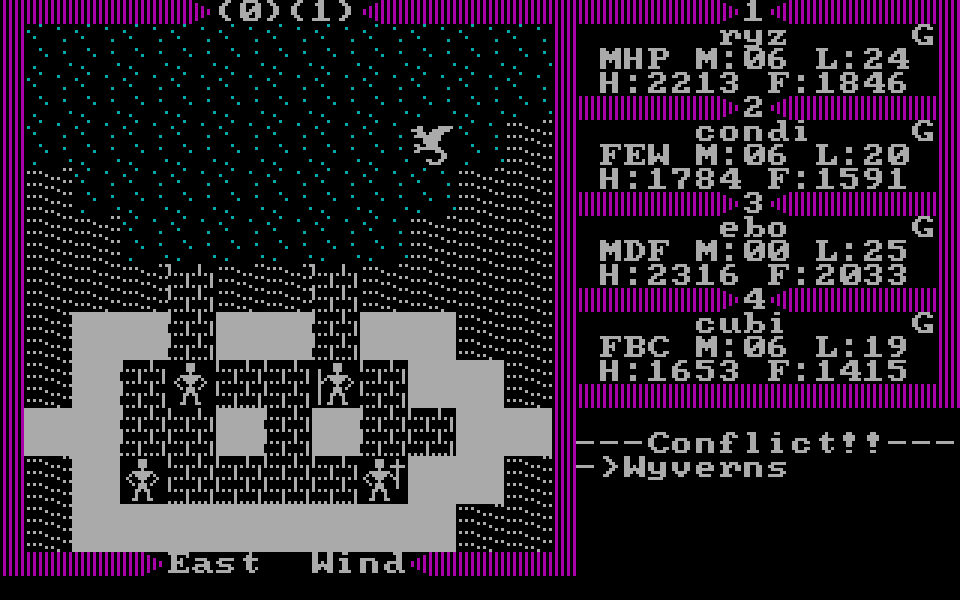 (0)(1)
1
ryz G
MHP M:06 L:24
H:2213 F:1846
2
condi G
FEW M:06 L:20
H:1784 F:1591
3
ebo G
MDF M:00 L:25
H:2316 F:2033
4
cubi G
FBC M:06 L:19
H:1653 F:1415
---Conflict!!---
->Wyverns
East Wind